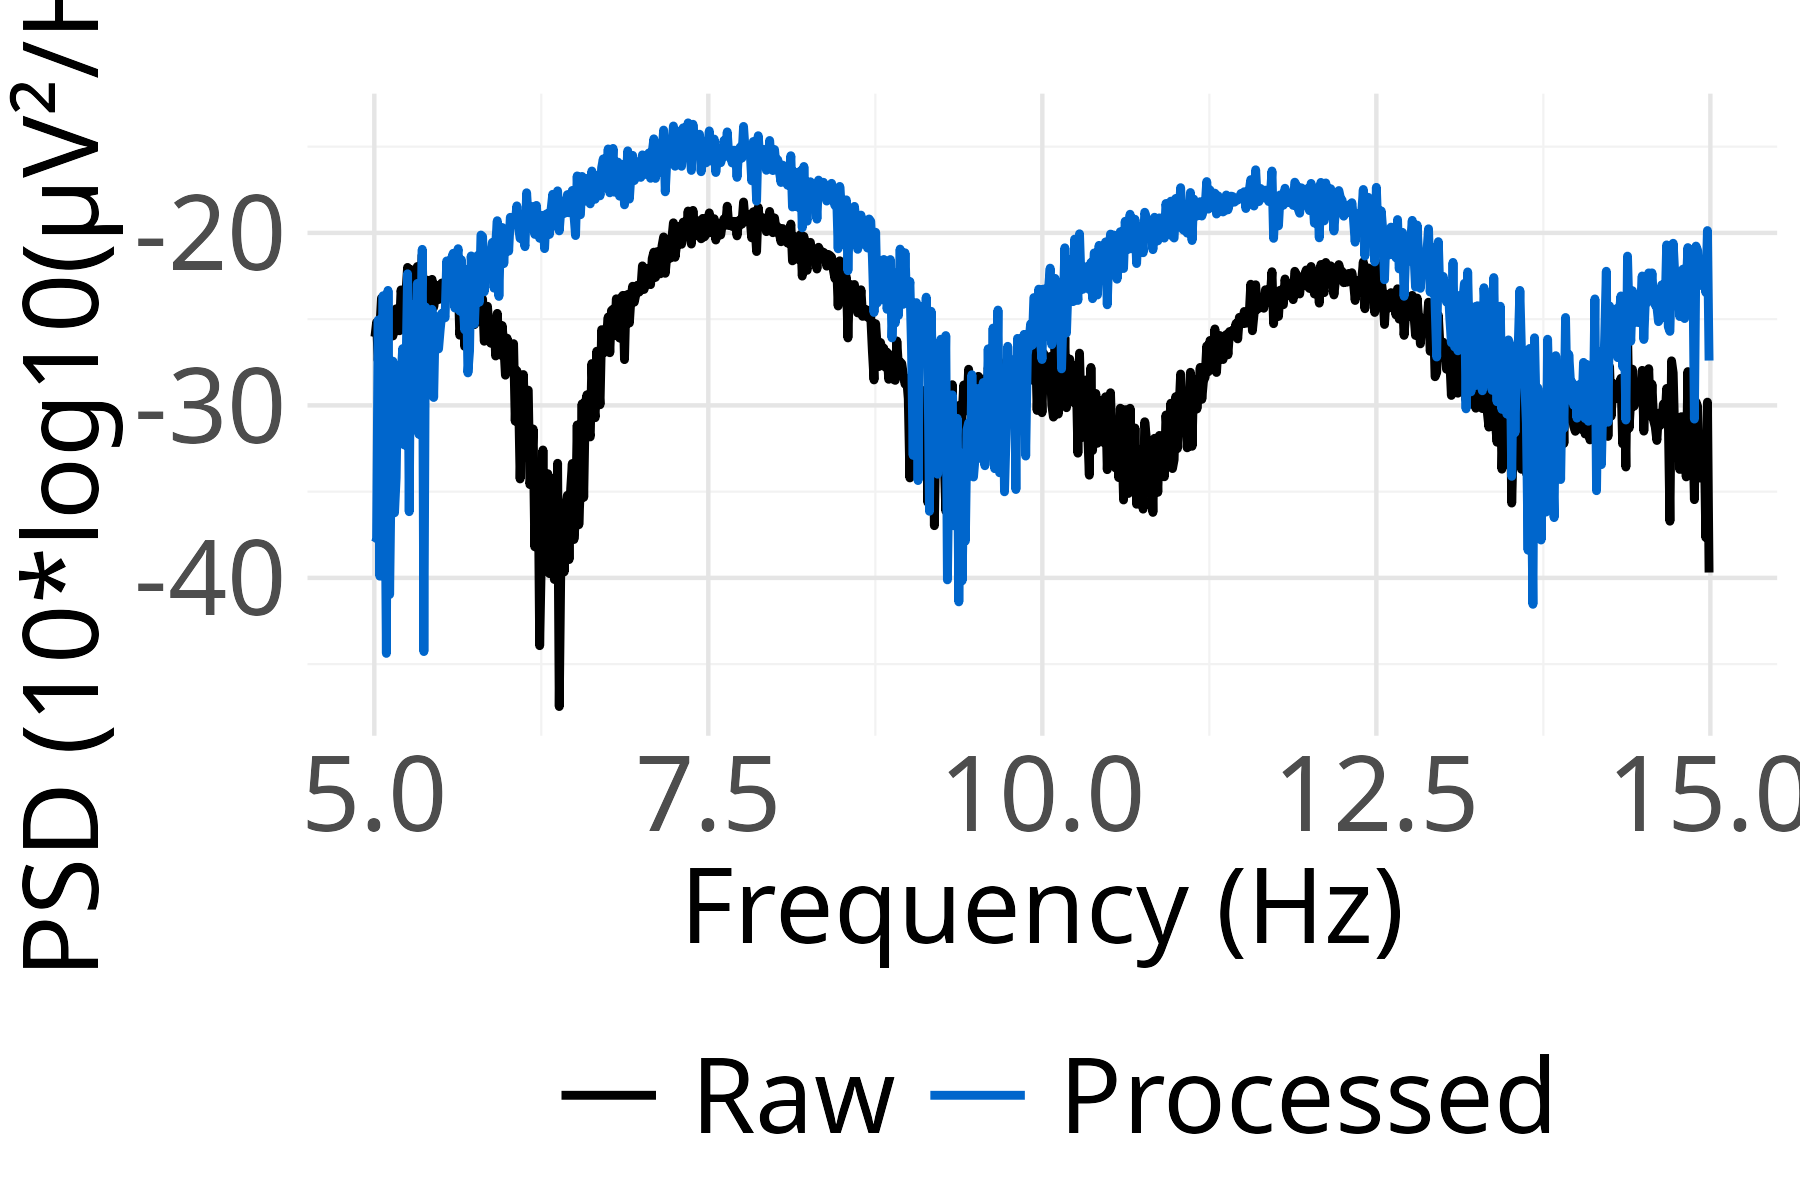 PSD (10*log10(μV²/H
-20
-30
-40
5.0 7.5 10.0 12.5 15.0
Frequency (Hz)
Raw Processed